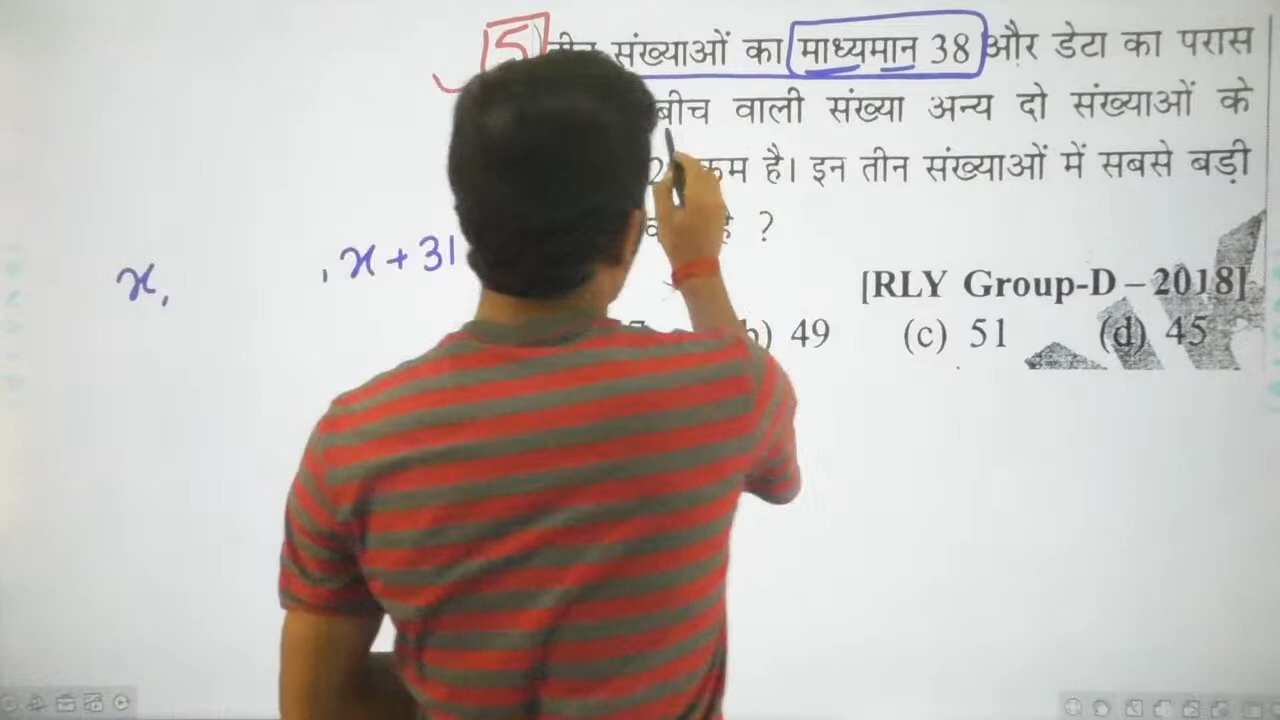 5) तीन संख्याओं का माध्यमान 38 और डेटा का परास
बीच वाली संख्या अन्य दो संख्याओं के
कम है। इन तीन संख्याओं में सबसे बड़ी
है ?
x, , x + 31
[RLY Group-D – 2018]
b) 49 (c) 51 (d) 45